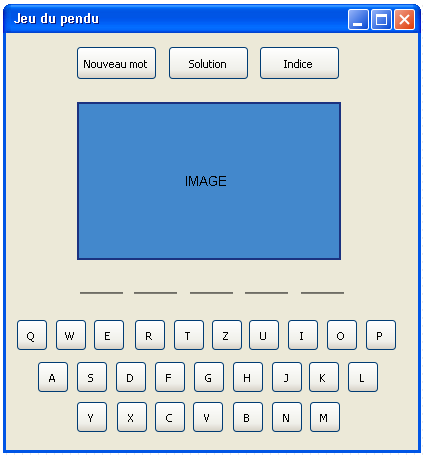 Jeu du pendu
Nouveau mot Solution Indice
IMAGE
Q W E R T Z U I O P
A S D F G H J K L
Y X C V B N M